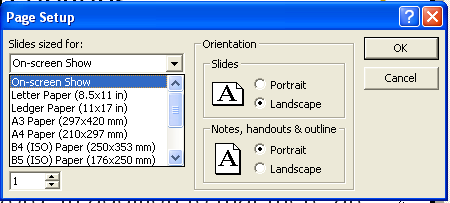 Page Setup
Slides sized for:
On-screen Show
On-screen Show
Letter Paper (8.5x11 in)
Ledger Paper (11x17 in)
A3 Paper (297x420 mm)
A4 Paper (210x297 mm)
B4 (ISO) Paper (250x353 mm)
B5 (ISO) Paper (176x250 mm)
1
Orientation
Slides
A
Portrait
Landscape
Notes, handouts & outline
A
Portrait
Landscape
OK
Cancel